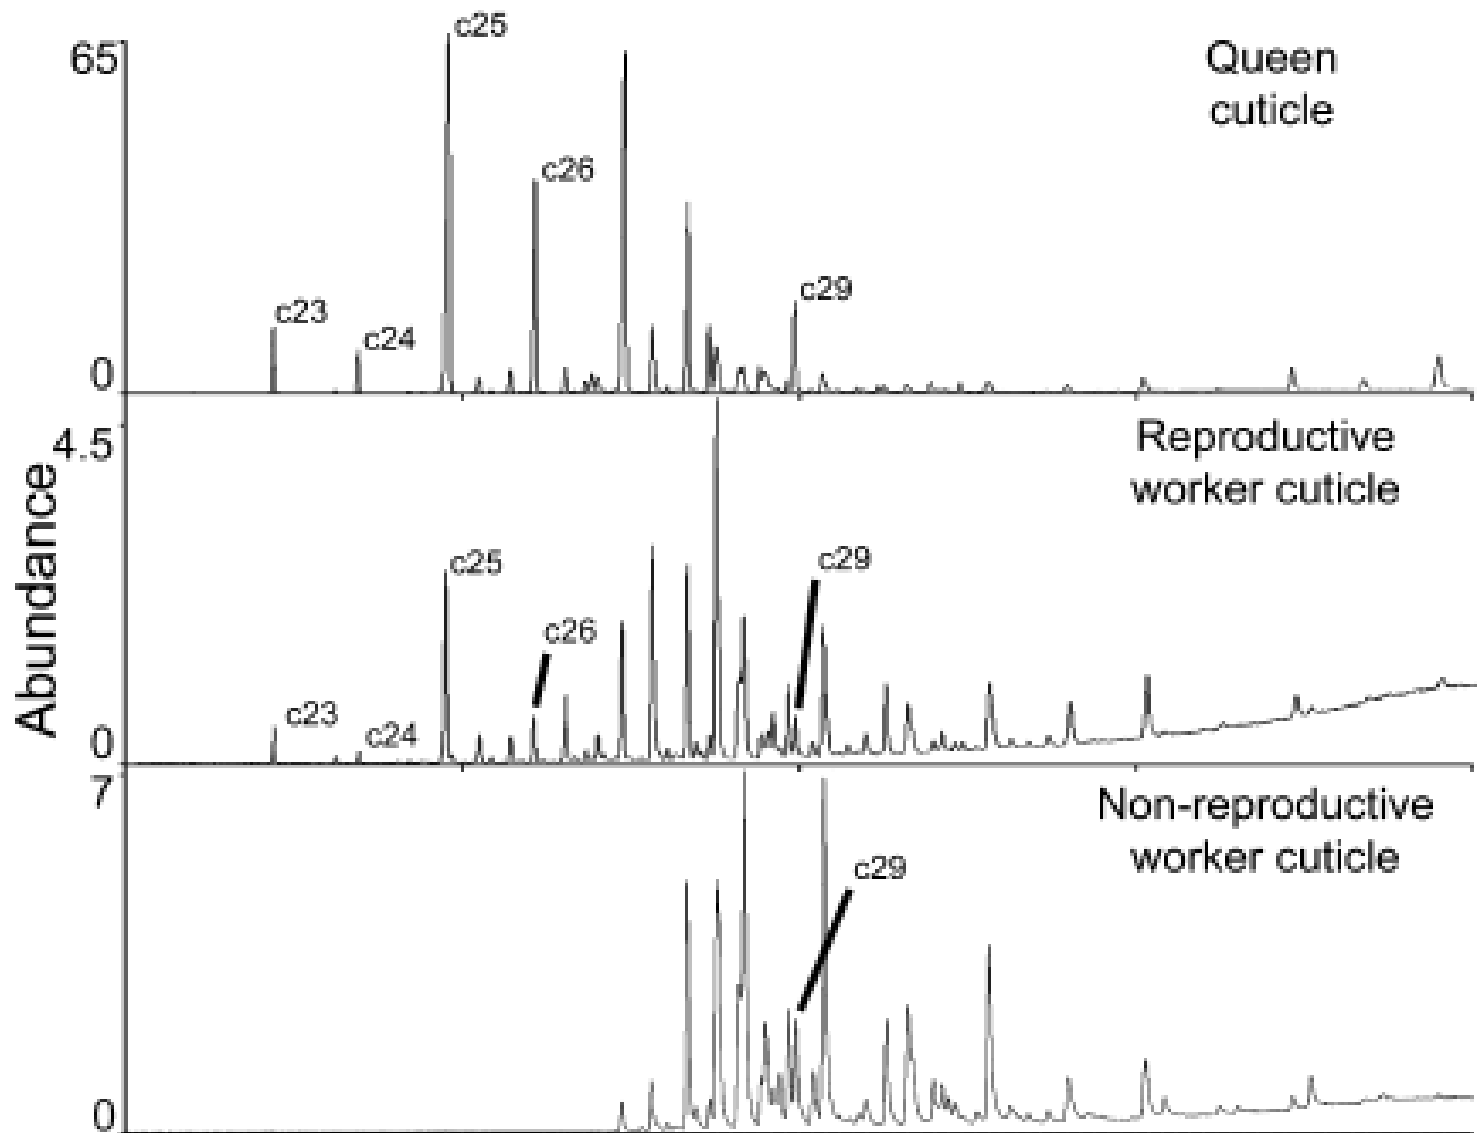 c25
65
Queen
cuticle
c26
c29
c23
c24
0
4.5
Reproductive
worker cuticle
Abundance
c25
c29
c26
c23
c24
0
7
Non-reproductive
worker cuticle
c29
0